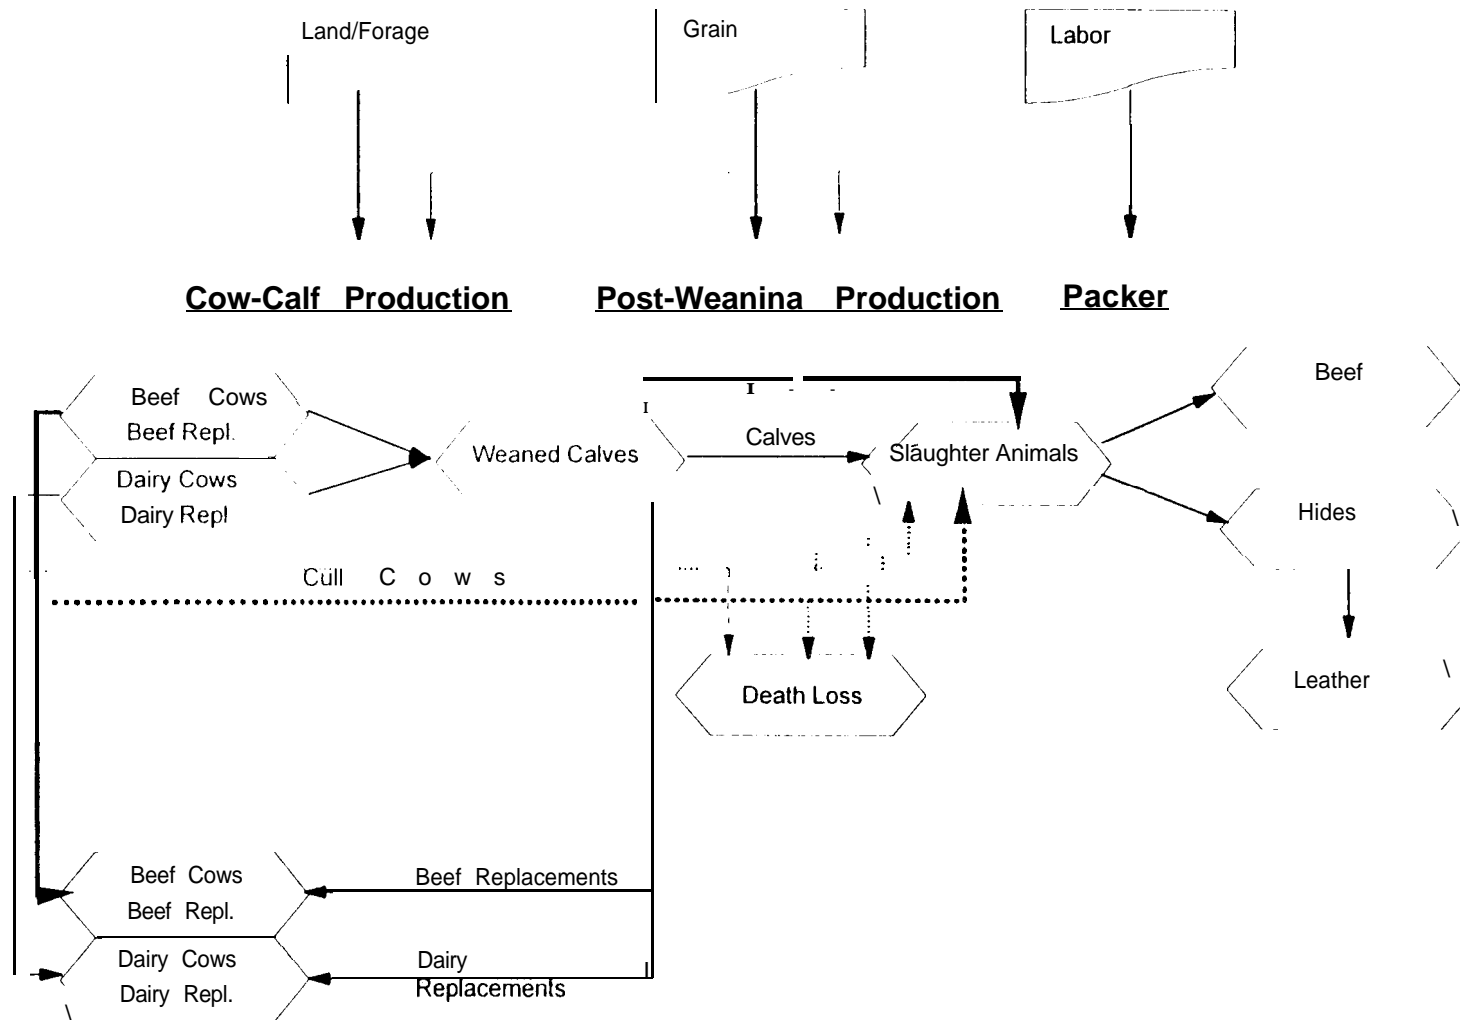 Land/Forage
Grain
Labor
Cow-Calf Production
Post-Weanina Production
Packer
Beef Cows
Beef Repl.
Dairy Cows
Dairy Repl
Weaned Calves
Calves
Slaughter Animals
Beef
Hides
Leather
Cull Cows
Death Loss
Beef Cows
Beef Repl.
Dairy Cows
Dairy Repl.
Beef Replacements
Dairy
Replacements